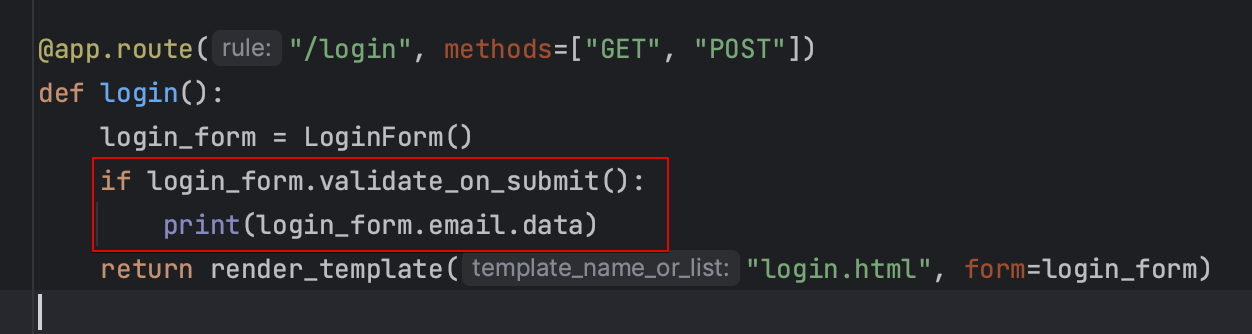 @app.route( rule: "/login", methods=["GET", "POST"])
def login():
    login_form = LoginForm()
    if login_form.validate_on_submit():
        print(login_form.email.data)
    return render_template( template_name_or_list: "login.html", form=login_form)